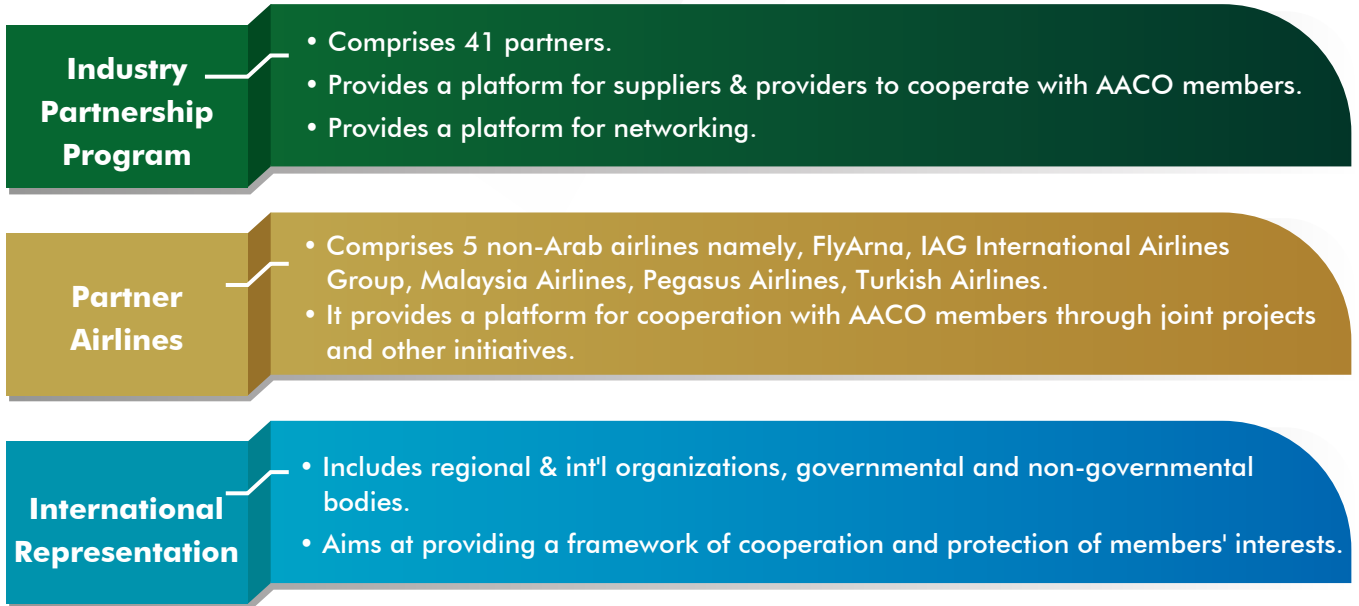 Industry
Partnership
Program
• Comprises 41 partners.
• Provides a platform for suppliers & providers to cooperate with AACO members.
• Provides a platform for networking.
Partner
Airlines
• Comprises 5 non-Arab airlines namely, FlyArna, IAG International Airlines
Group, Malaysia Airlines, Pegasus Airlines, Turkish Airlines.
• It provides a platform for cooperation with AACO members through joint projects
and other initiatives.
International
Representation
• Includes regional & int'l organizations, governmental and non-governmental
bodies.
• Aims at providing a framework of cooperation and protection of members' interests.